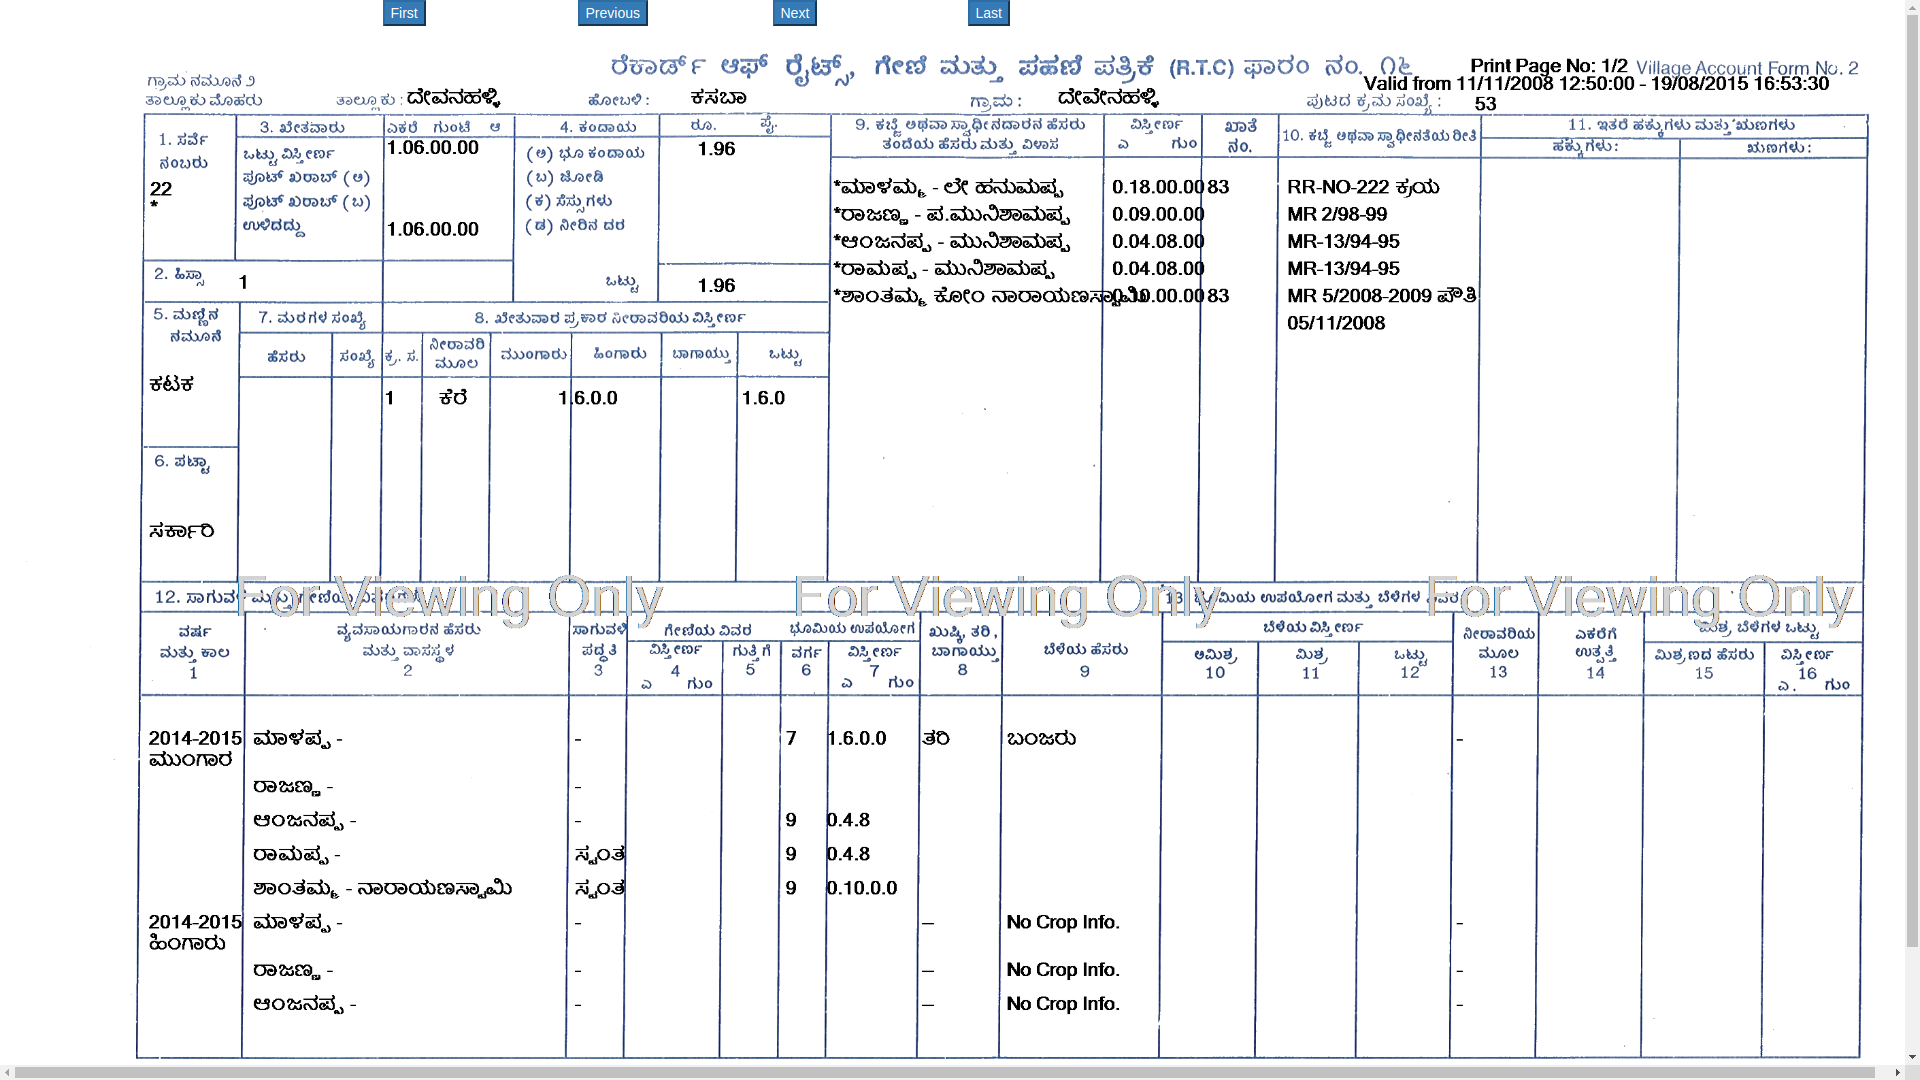 First Previous Next Last
ರೆಕಾರ್ಡ್ ಆಫ್ ರೈಟ್ಸ್, ಗೇಣಿ ಮತ್ತು ಪಹಣಿ ಪತ್ರಿಕೆ (R.T.C) ಫಾರಂ ನಂ. ೧೬
Print Page No: 1/2 Village Account Form No. 2
ಗ್ರಾಮ ನಮೂನೆ ೨
Valid from 11/11/2008 12:50:00 - 19/08/2015 16:53:30
ತಾಲ್ಲೂಕು ಮೊಹರು ತಾಲ್ಲೂಕು : ದೇವನಹಳ್ಳಿ ಹೋಬಳಿ : ಕಸಬಾ ಗ್ರಾಮ : ದೇವೇನಹಳ್ಳಿ ಪುಟದ ಕ್ರಮ ಸಂಖ್ಯೆ : 53
1. ಸರ್ವೆ ನಂಬರು
22
*
3. ಖೇತವಾರು ಎಕರೆ ಗುಂಟೆ ಆ
ಒಟ್ಟು ವಿಸ್ತೀರ್ಣ 1.06.00.00
ಪೂಟ್ ಖರಾಬ್ (ಅ)
ಪೂಟ್ ಖರಾಬ್ (ಬ)
ಉಳಿದದ್ದು 1.06.00.00
4. ಕಂದಾಯ ರೂ. ಪೈ.
(ಅ) ಭೂ ಕಂದಾಯ 1.96
(ಬ) ಜೋಡಿ
(ಕ) ಸೆಸ್ಸುಗಳು
(ಡ) ನೀರಿನ ದರ
ಒಟ್ಟು 1.96
2. ಹಿಸ್ಸಾ 1
5. ಮಣ್ಣಿನ ನಮೂನೆ
ಕಟಕ
6. ಪಟ್ಟಾ
ಸರ್ಕಾರಿ
7. ಮರಗಳ ಸಂಖ್ಯೆ
ಹೆಸರು ಸಂಖ್ಯೆ
8. ಖೇತುವಾರ ಪ್ರಕಾರ ನೀರಾವರಿಯ ವಿಸ್ತೀರ್ಣ
ಕ್ರ. ಸ. ನೀರಾವರಿ ಮೂಲ ಮುಂಗಾರು ಹಿಂಗಾರು ಬಾಗಾಯ್ತು ಒಟ್ಟು
1 ಕೆರೆ 1.6.0.0 1.6.0
9. ಕಬ್ಜೆ ಅಥವಾ ಸ್ವಾಧೀನದಾರನ ಹೆಸರು ತಂದೆಯ ಹೆಸರು ಮತ್ತು ವಿಳಾಸ
ವಿಸ್ತೀರ್ಣ ಎ ಗುಂ
ಖಾತೆ ನಂ.
10. ಕಬ್ಜೆ ಅಥವಾ ಸ್ವಾಧೀನತೆಯ ರೀತಿ
11. ಇತರೆ ಹಕ್ಕುಗಳು ಮತ್ತು ಋಣಗಳು
ಹಕ್ಕುಗಳು : ಋಣಗಳು :
*ಮಾಳಮ್ಮ - ಲೇ ಹನುಮಪ್ಪ 0.18.00.00 83 RR-NO-222 ಕ್ರಯ
*ರಾಜಣ್ಣ - ಪ.ಮುನಿಶಾಮಪ್ಪ 0.09.00.00 MR 2/98-99
*ಆಂಜನಪ್ಪ - ಮುನಿಶಾಮಪ್ಪ 0.04.08.00 MR-13/94-95
*ರಾಮಪ್ಪ - ಮುನಿಶಾಮಪ್ಪ 0.04.08.00 MR-13/94-95
*ಶಾಂತಮ್ಮ ಕೋಂ ನಾರಾಯಣಸ್ವಾಮಿ 0.10.00.00 83 MR 5/2008-2009 ಪೌತಿ
05/11/2008
For Viewing Only For Viewing Only For Viewing Only
12. ಸಾಗುವಳಿ ಮತ್ತು ಗೇಣಿಯ ವಿವರಗಳು
13. ಭೂಮಿಯ ಉಪಯೋಗ ಮತ್ತು ಬೆಳೆಗಳ ವಿವರ
ವರ್ಷ ಮತ್ತು ಕಾಲ 1
ವ್ಯವಸಾಯಗಾರನ ಹೆಸರು ಮತ್ತು ವಾಸಸ್ಥಳ 2
ಸಾಗುವಳಿ ಪದ್ಧತಿ 3
ಗೇಣಿಯ ವಿವರ
ವಿಸ್ತೀರ್ಣ 4 ಎ ಗುಂ
ಗುತ್ತಿಗೆ 5
ಭೂಮಿಯ ಉಪಯೋಗ
ವರ್ಗ 6
ವಿಸ್ತೀರ್ಣ 7 ಎ ಗುಂ
ಖುಷ್ಕಿ, ತರಿ, ಬಾಗಾಯ್ತು 8
ಬೆಳೆಯ ಹೆಸರು 9
ಬೆಳೆಯ ವಿಸ್ತೀರ್ಣ
ಅಮಿಶ್ರ 10 ಮಿಶ್ರ 11 ಒಟ್ಟು 12
ನೀರಾವರಿಯ ಮೂಲ 13
ಎಕರೆಗೆ ಉತ್ಪತ್ತಿ 14
ಮಿಶ್ರ ಬೆಳೆಗಳ ಒಟ್ಟು
ಮಿಶ್ರಣದ ಹೆಸರು 15
ವಿಸ್ತೀರ್ಣ 16 ಎ. ಗುಂ
2014-2015 ಮಾಳಪ್ಪ - - 7 1.6.0.0 ತರಿ ಬಂಜರು -
ಮುಂಗಾರ
ರಾಜಣ್ಣ - -
ಆಂಜನಪ್ಪ - - 9 0.4.8
ರಾಮಪ್ಪ - ಸ್ವಂತ 9 0.4.8
ಶಾಂತಮ್ಮ - ನಾರಾಯಣಸ್ವಾಮಿ ಸ್ವಂತ 9 0.10.0.0
2014-2015 ಮಾಳಪ್ಪ - - -- No Crop Info. -
ಹಿಂಗಾರು
ರಾಜಣ್ಣ - - -- No Crop Info. -
ಆಂಜನಪ್ಪ - - -- No Crop Info. -